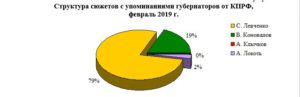 Структура сюжетов с упоминаниями губернаторов от КПРФ,
февраль 2019 г.
79%
19%
0%
2%
С. Левченко
В. Коновалов
А. Клычков
А. Локоть